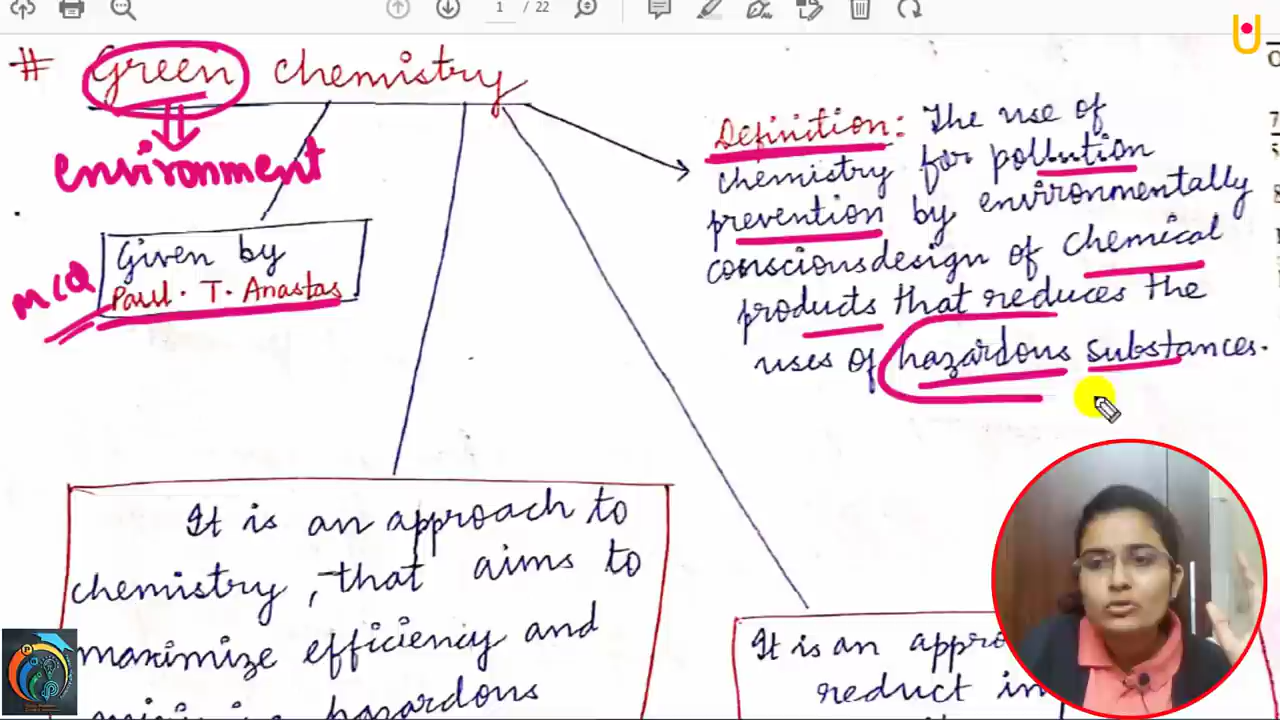 1 / 22
# Green chemistry
environment
Given by
Paul. T. Anastas
MCQ
Definition: The use of
chemistry for pollution
prevention by environmentally
conscious design of chemical
products that reduces the
uses of hazardous substances.
It is an approach to
chemistry, that aims to
maximize efficiency and
hazardous
It is an appro
reduct in